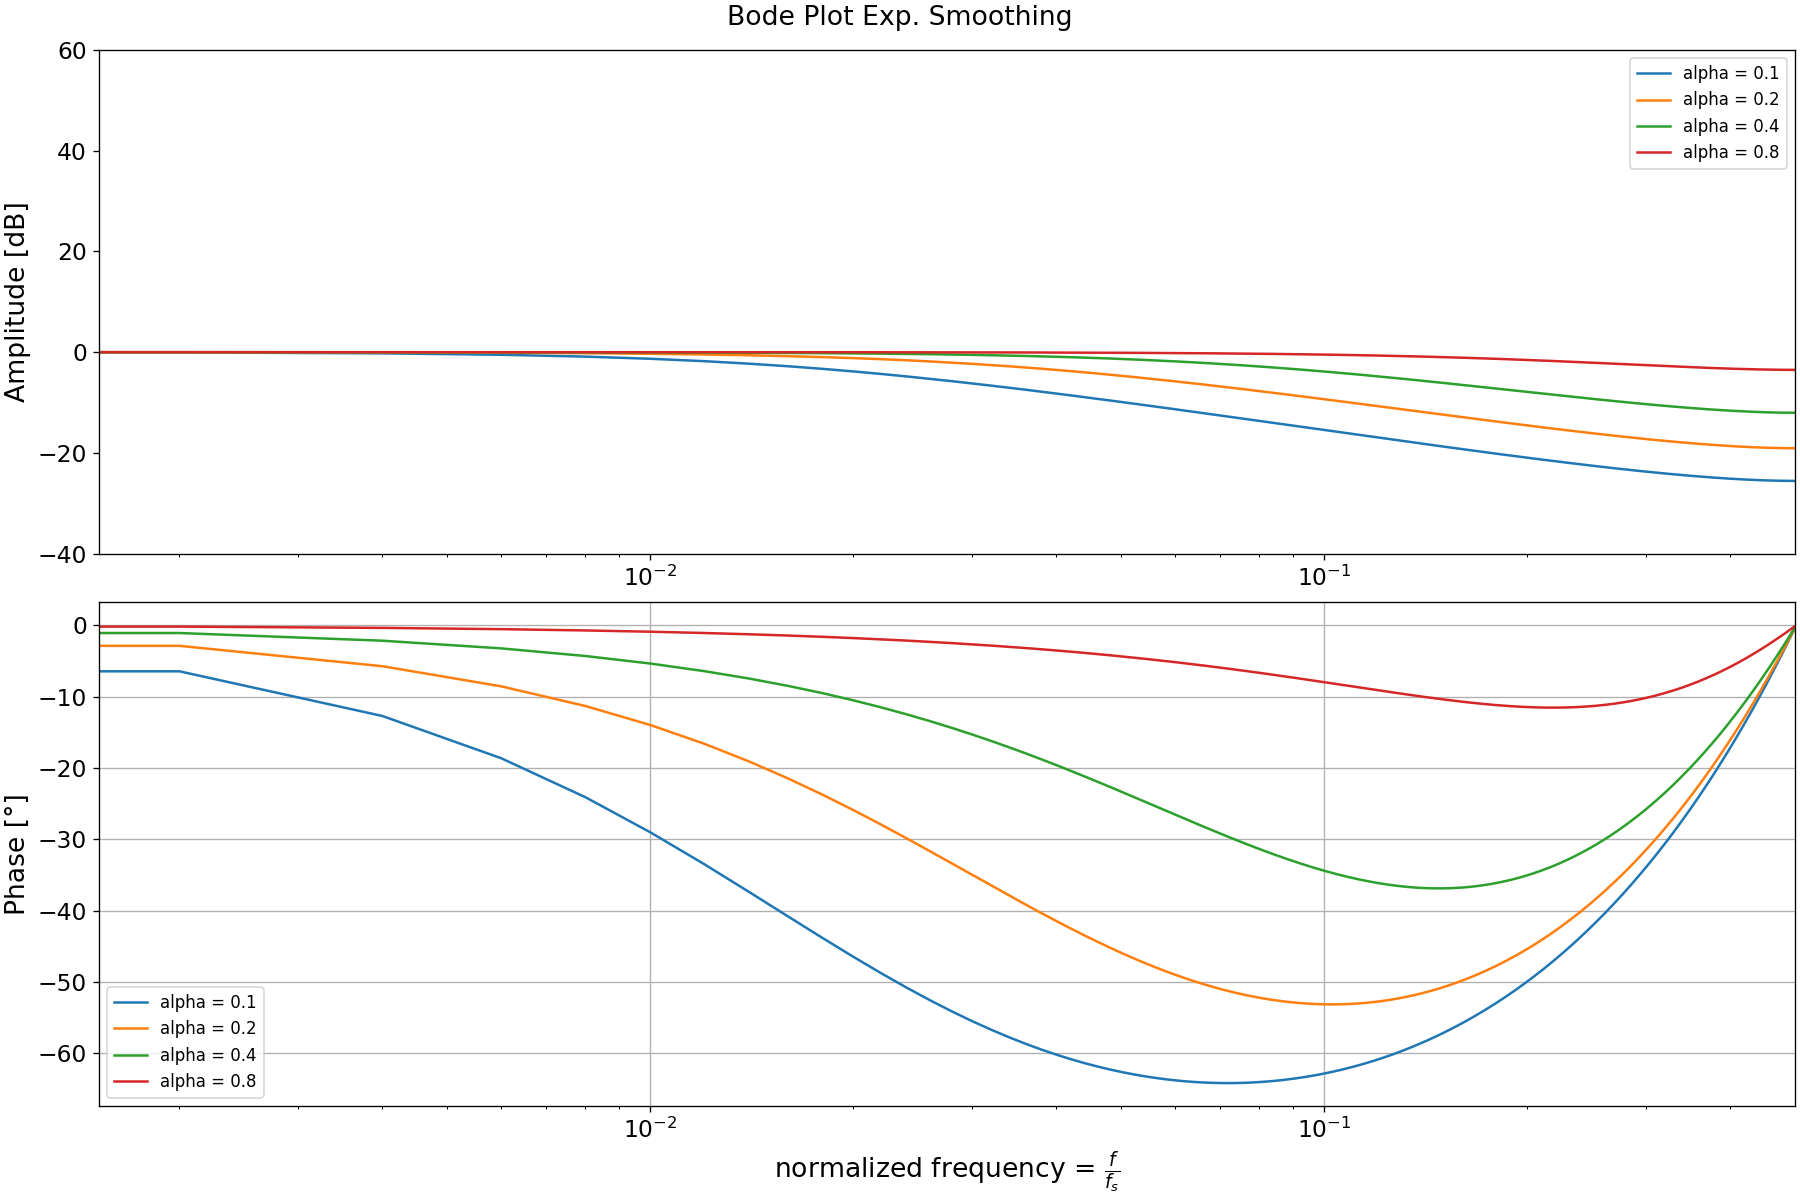 Bode Plot Exp. Smoothing
60
40
20
0
−20
−40
Amplitude [dB]
alpha = 0.1
alpha = 0.2
alpha = 0.4
alpha = 0.8
10⁻²
10⁻¹
0
−10
−20
−30
−40
−50
−60
Phase [°]
alpha = 0.1
alpha = 0.2
alpha = 0.4
alpha = 0.8
10⁻²
10⁻¹
normalized frequency = f/fₛ